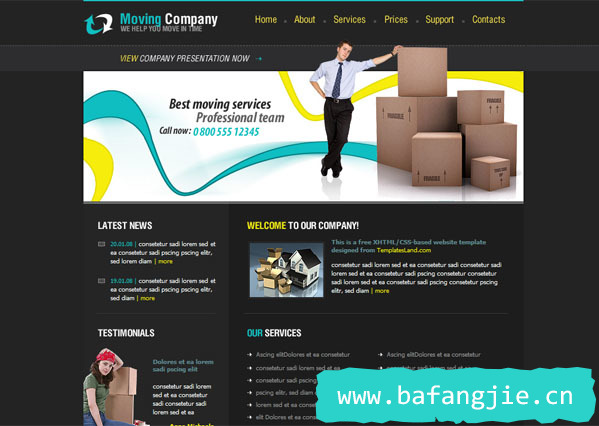 Moving Company
WE HELP YOU MOVE IN TIME
Home About Services Prices Support Contacts
VIEW COMPANY PRESENTATION NOW
Best moving services
Professional team
Call now: 0 800 555 12345
FRAGILE
FRAGILE
FRAGILE
LATEST NEWS
20.01.08 | consetetur sadi lorem sed et
ea consetetur sadi pscing pscing elitr,
sed lorem diam | more
19.01.08 | consetetur sadi lorem sed et
ea consetetur sadi pscing pscing elitr,
sed diam | more
WELCOME TO OUR COMPANY!
This is a free XHTML/CSS-based website template
designed from TemplatesLand.com
consetetur sadi lorem sed et ea consetetur sadi consetetur
sadi lorem sed et ea consetetur sadi pscing consetetur consetetur
sadi lorem sed et ea consetetur sadi pscing consetetur pscing
elitr, sed diam | more
TESTIMONIALS
Dolores et ea lorem
sed pscing elit
consetetur sadi lorem
sed et ea consetetur
sadi lorem sed et ea
OUR SERVICES
Ascing elitDolores et ea consetetur
consetetur sadi lorem sed et ea
consetetur sadi
pscing elitr, sed
consetetur sadi lorem
elit Dolores et ea
Ascing elitDolores et ea consetetur
consetetur sadi lorem sed et ea
www.bafangjie.cn